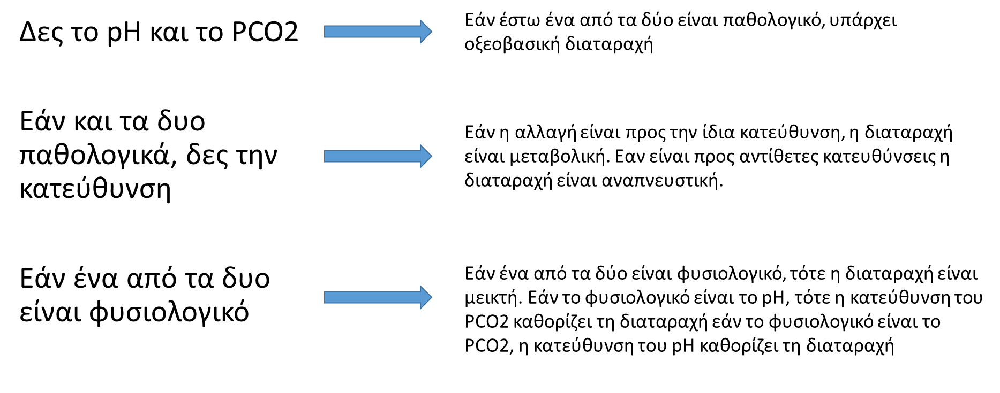 Δες το pH και το PCO2
Εάν έστω ένα από τα δύο είναι παθολογικό, υπάρχει
οξεοβασική διαταραχή
Εάν και τα δυο
παθολογικά, δες την
κατεύθυνση
Εάν η αλλαγή είναι προς την ίδια κατεύθυνση, η διαταραχή
είναι μεταβολική. Εαν είναι προς αντίθετες κατευθύνσεις η
διαταραχή είναι αναπνευστική.
Εάν ένα από τα δυο
είναι φυσιολογικό
Εάν ένα από τα δύο είναι φυσιολογικό, τότε η διαταραχή είναι
μεικτή. Εάν το φυσιολογικό είναι το pH, τότε η κατεύθυνση του
PCO2 καθορίζει τη διαταραχή εάν το φυσιολογικό είναι το
PCO2, η κατεύθυνση του pH καθορίζει τη διαταραχή